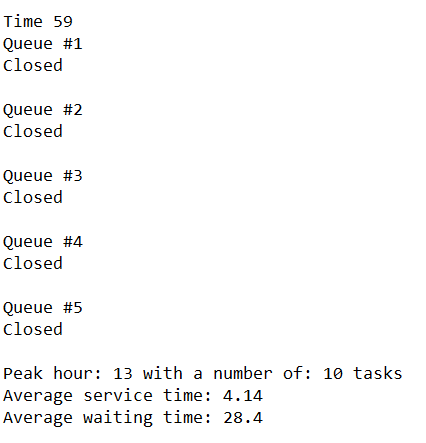 Time 59
Queue #1
Closed
Queue #2
Closed
Queue #3
Closed
Queue #4
Closed
Queue #5
Closed
Peak hour: 13 with a number of: 10 tasks
Average service time: 4.14
Average waiting time: 28.4